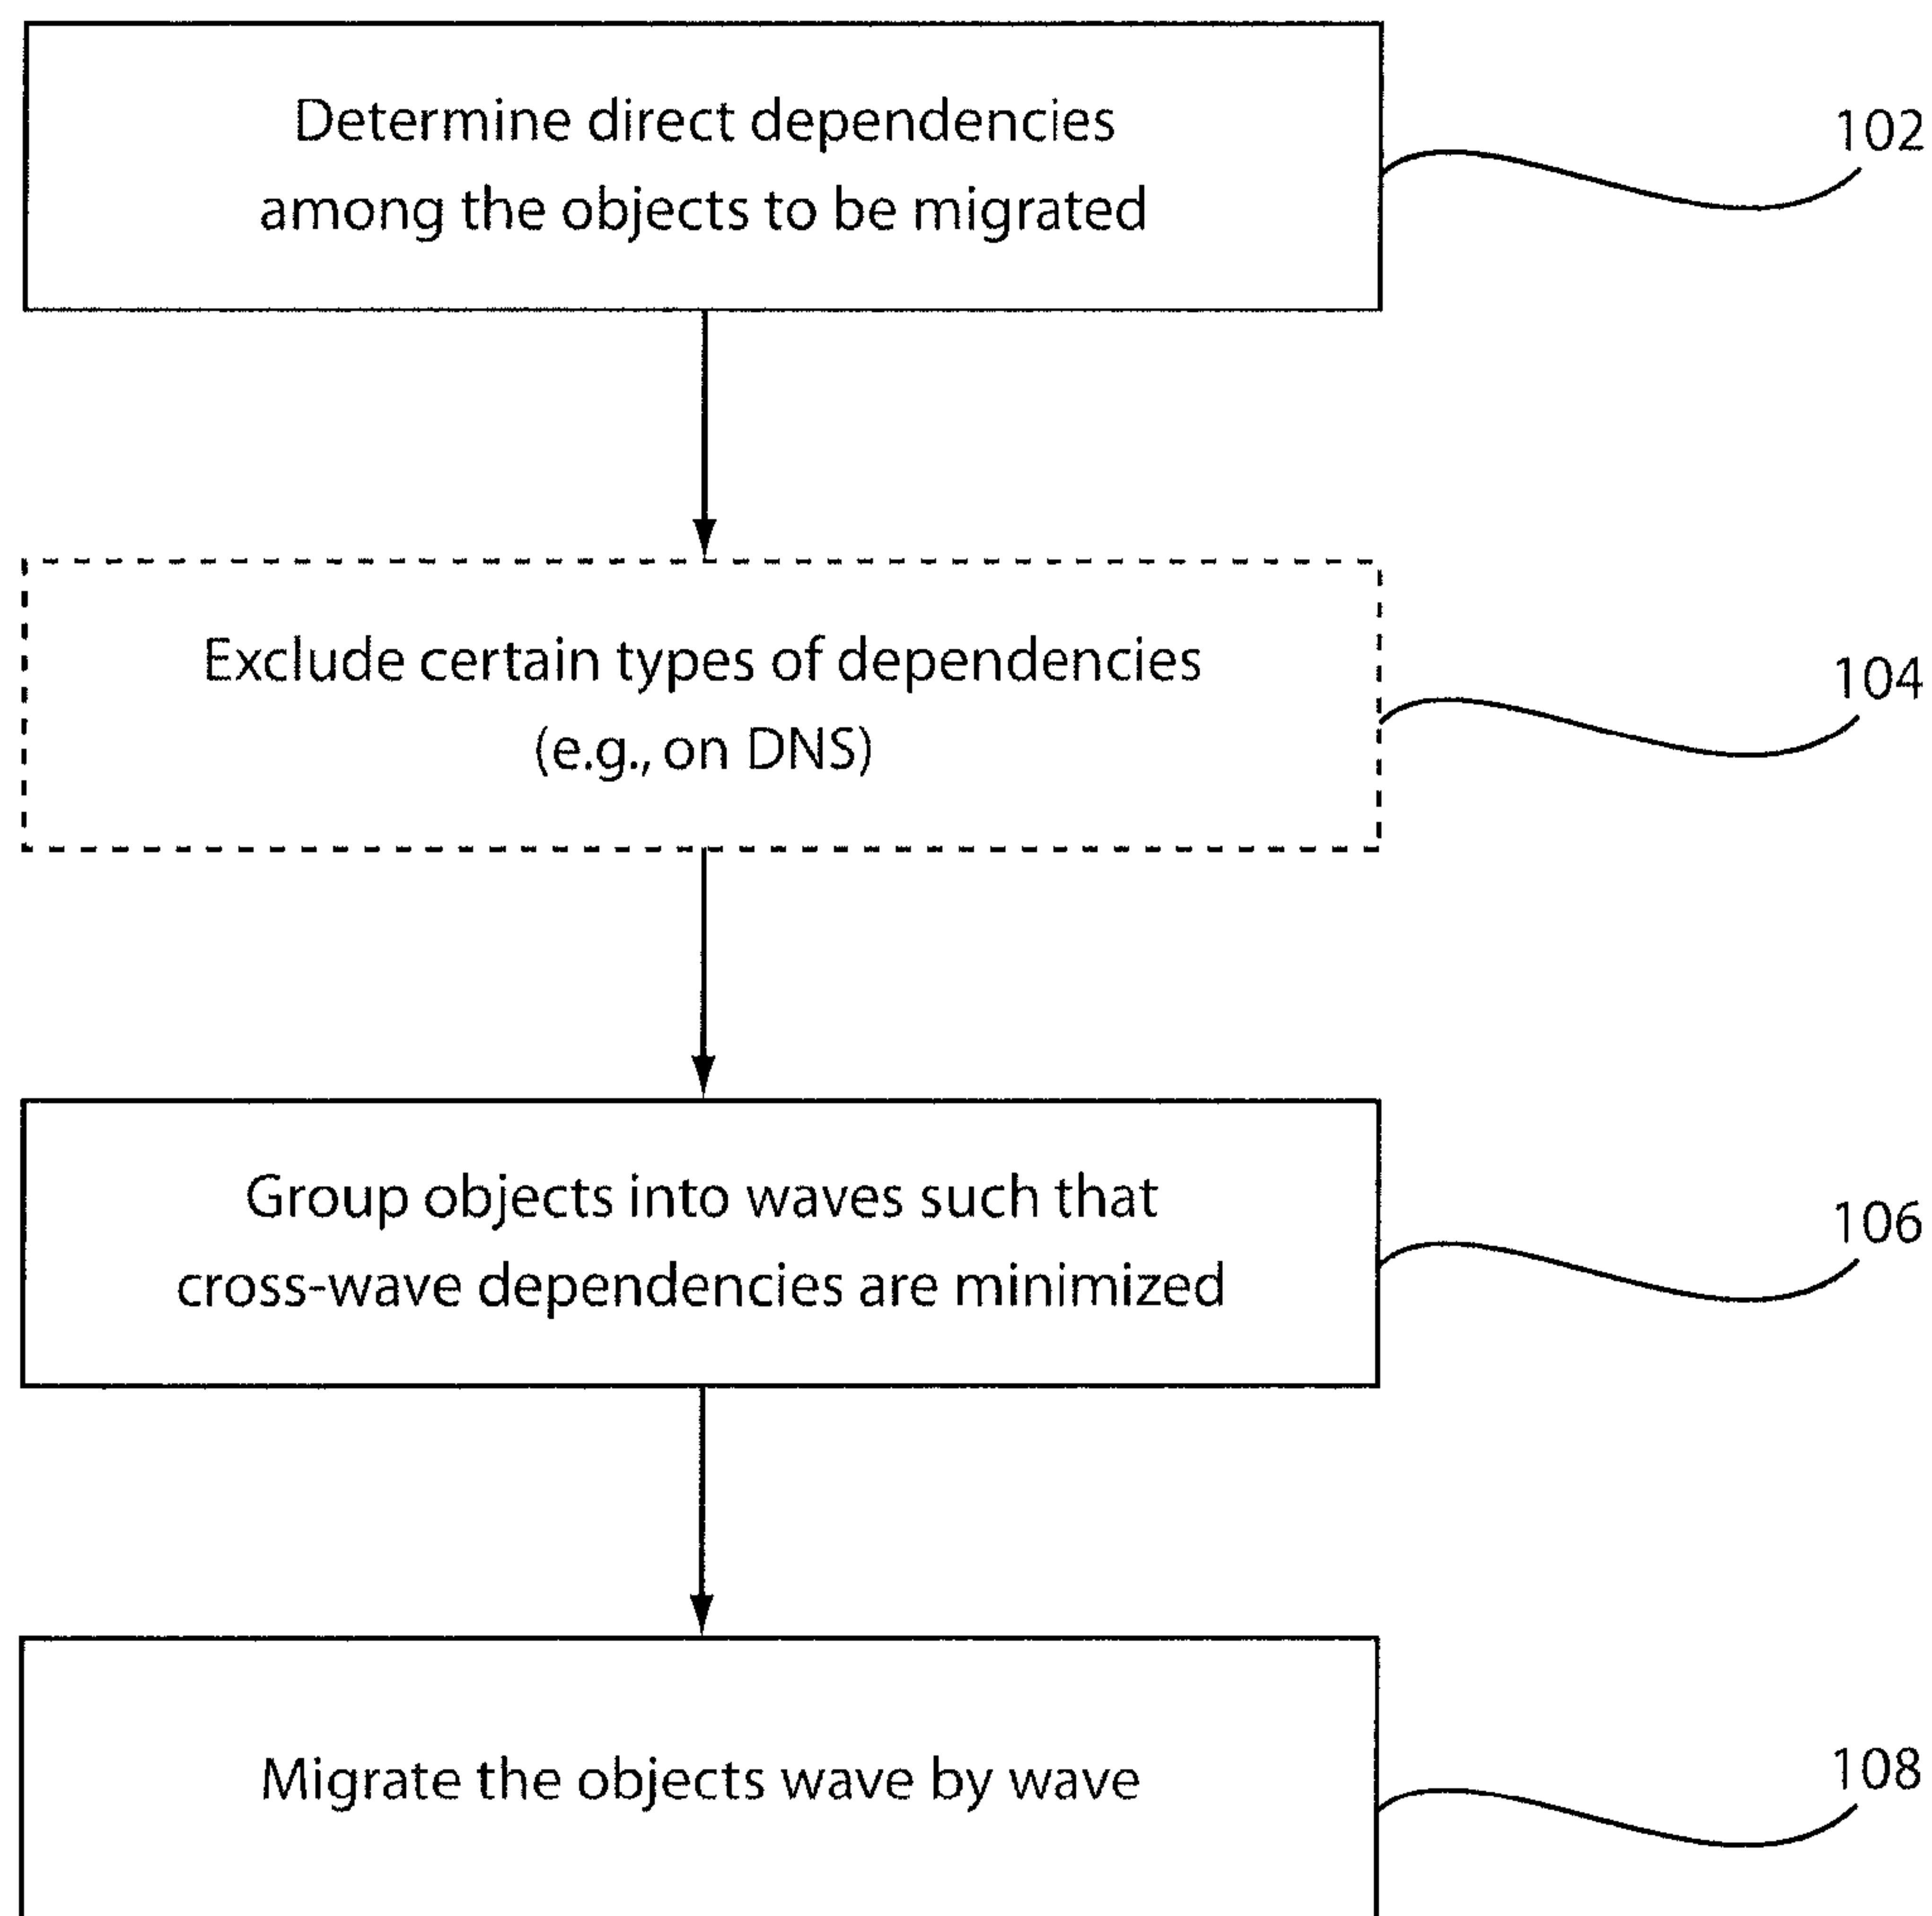 Determine direct dependencies
among the objects to be migrated
102
Exclude certain types of dependencies
(e.g., on DNS)
104
Group objects into waves such that
cross-wave dependencies are minimized
106
Migrate the objects wave by wave
108